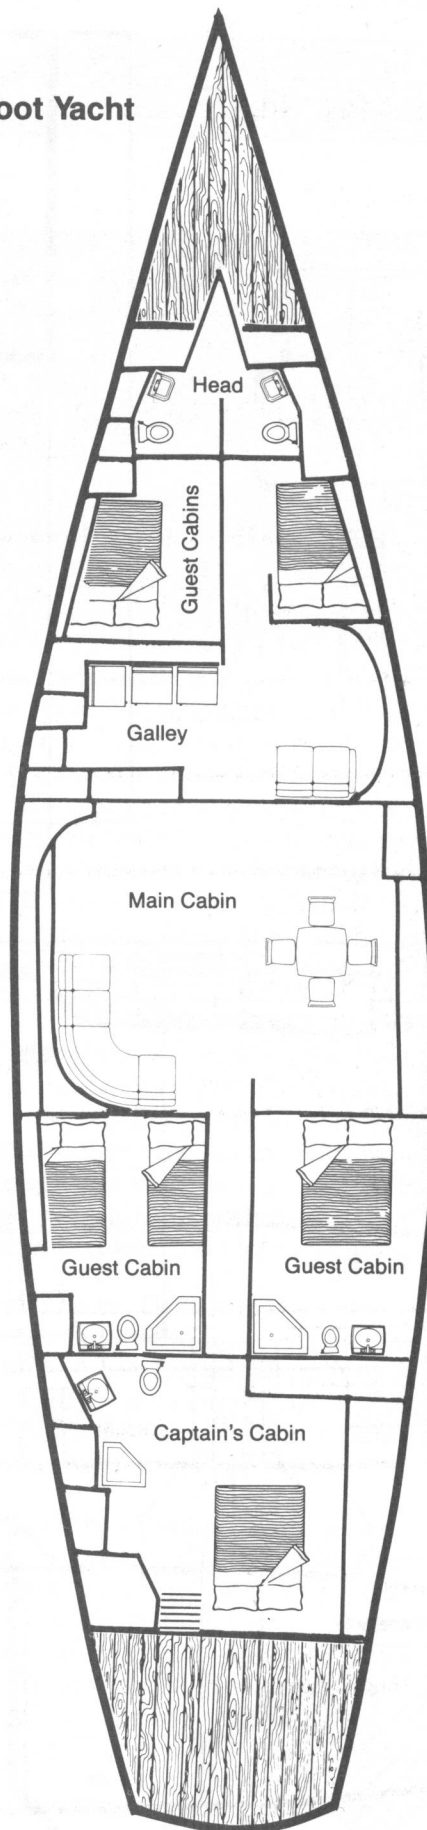 oot Yacht
Head
Guest Cabins
Galley
Main Cabin
Guest Cabin
Guest Cabin
Captain's Cabin